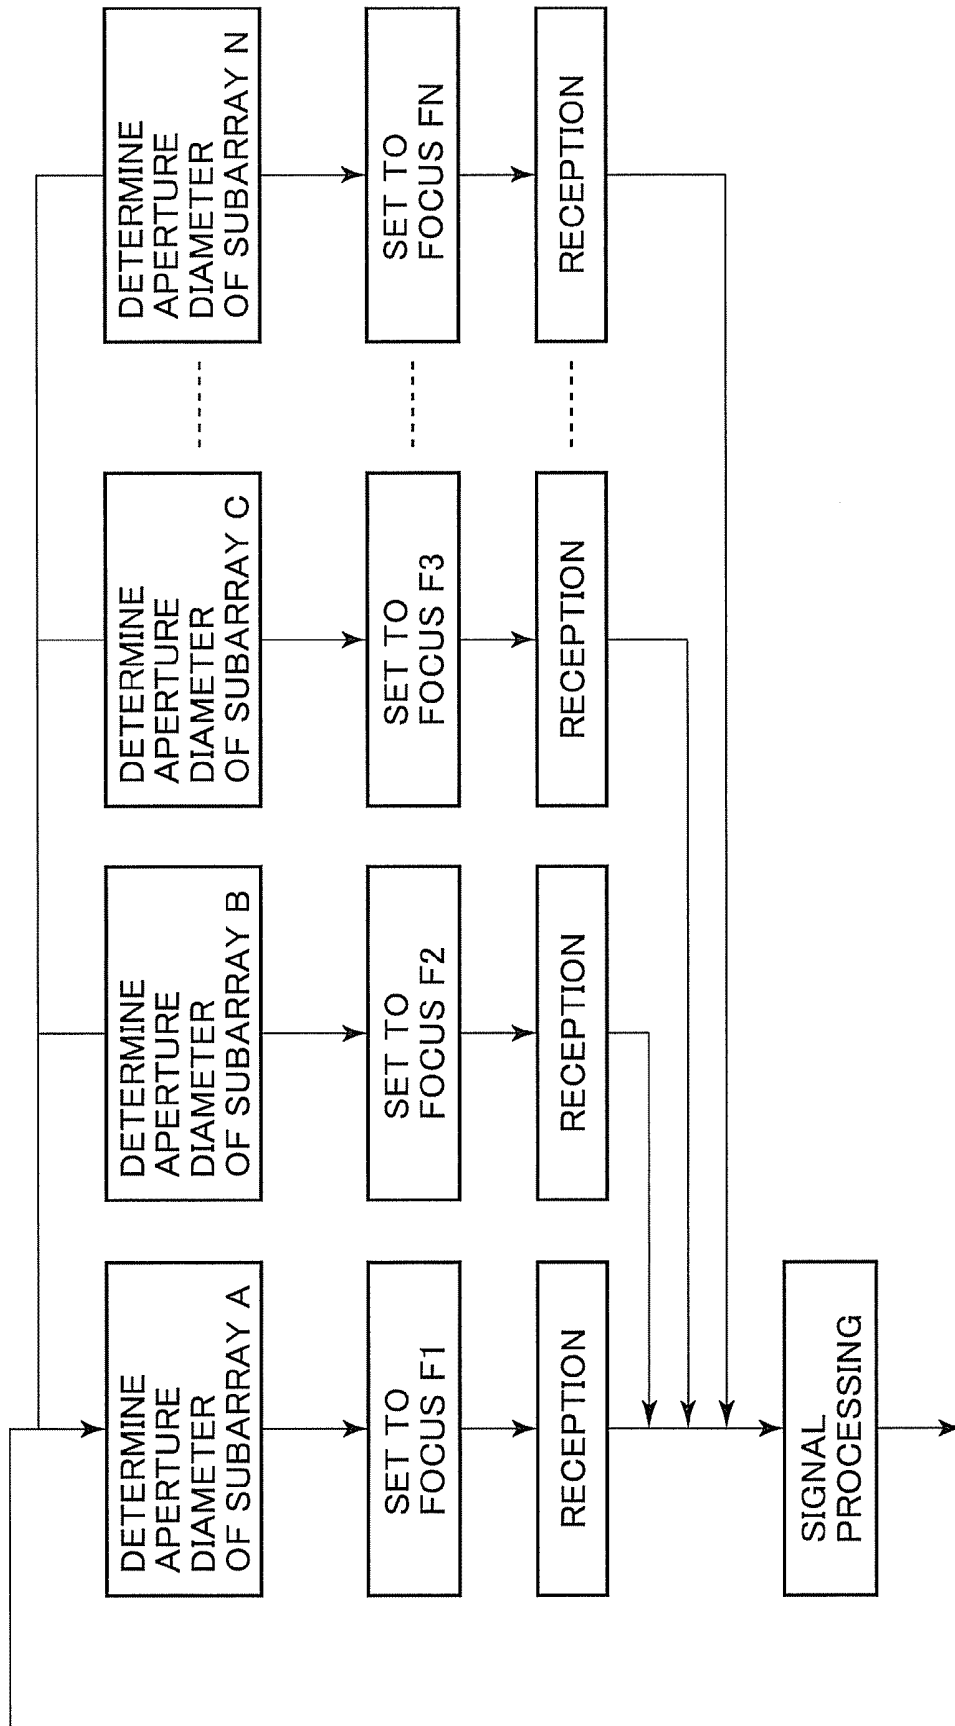 DETERMINE
APERTURE
DIAMETER
OF SUBARRAY A
SET TO
FOCUS F1
RECEPTION
DETERMINE
APERTURE
DIAMETER
OF SUBARRAY B
SET TO
FOCUS F2
RECEPTION
DETERMINE
APERTURE
DIAMETER
OF SUBARRAY C
SET TO
FOCUS F3
RECEPTION
DETERMINE
APERTURE
DIAMETER
OF SUBARRAY N
SET TO
FOCUS FN
RECEPTION
SIGNAL
PROCESSING